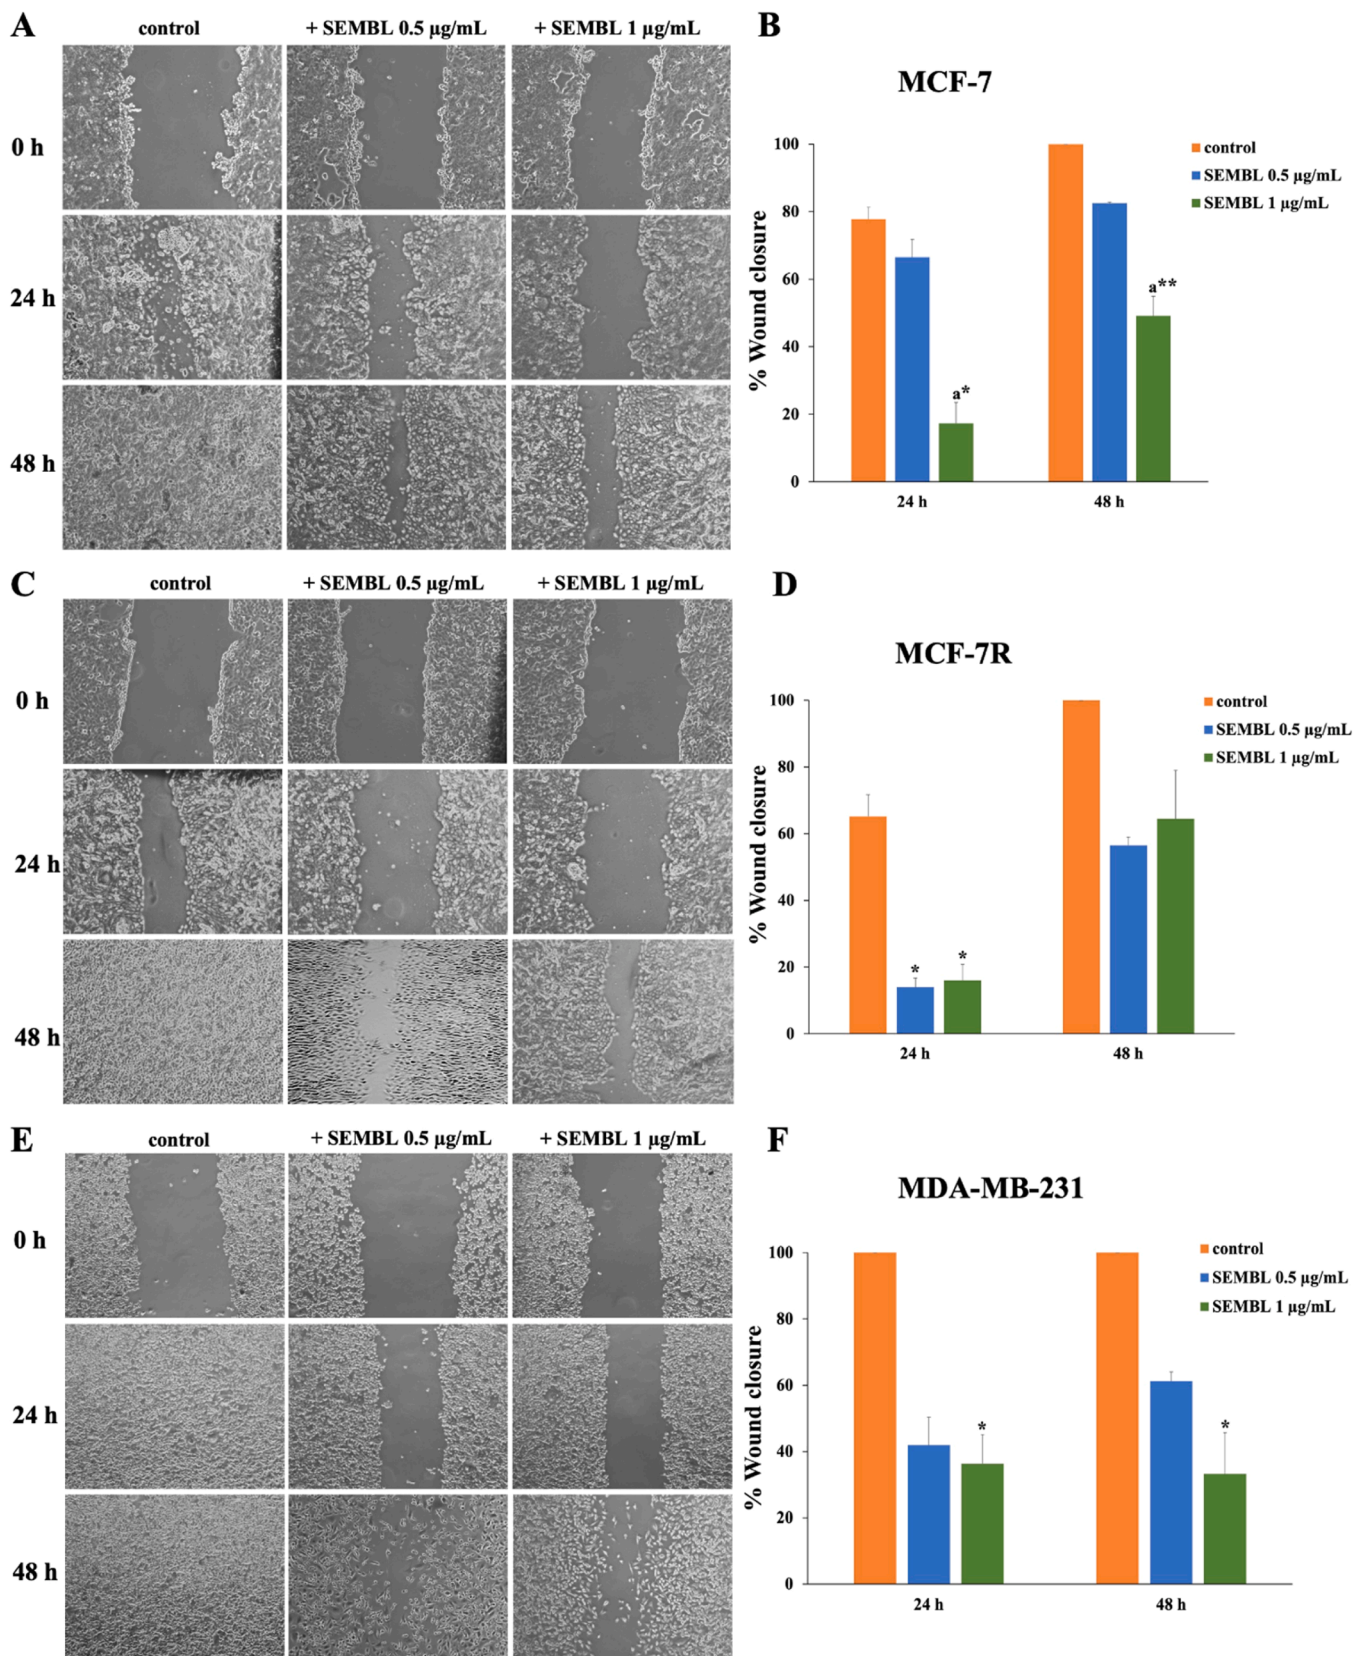 A
control
+ SEMBL 0.5 µg/mL
+ SEMBL 1 µg/mL
0 h
24 h
48 h
B
MCF-7
% Wound closure
100
80
60
40
20
0
a*
a**
24 h
48 h
control
SEMBL 0.5 µg/mL
SEMBL 1 µg/mL
C
control
+ SEMBL 0.5 µg/mL
+ SEMBL 1 µg/mL
0 h
24 h
48 h
D
MCF-7R
% Wound closure
100
80
60
40
20
0
*
*
24 h
48 h
control
SEMBL 0.5 µg/mL
SEMBL 1 µg/mL
E
control
+ SEMBL 0.5 µg/mL
+ SEMBL 1 µg/mL
0 h
24 h
48 h
F
MDA-MB-231
% Wound closure
100
80
60
40
20
0
*
*
24 h
48 h
control
SEMBL 0.5 µg/mL
SEMBL 1 µg/mL